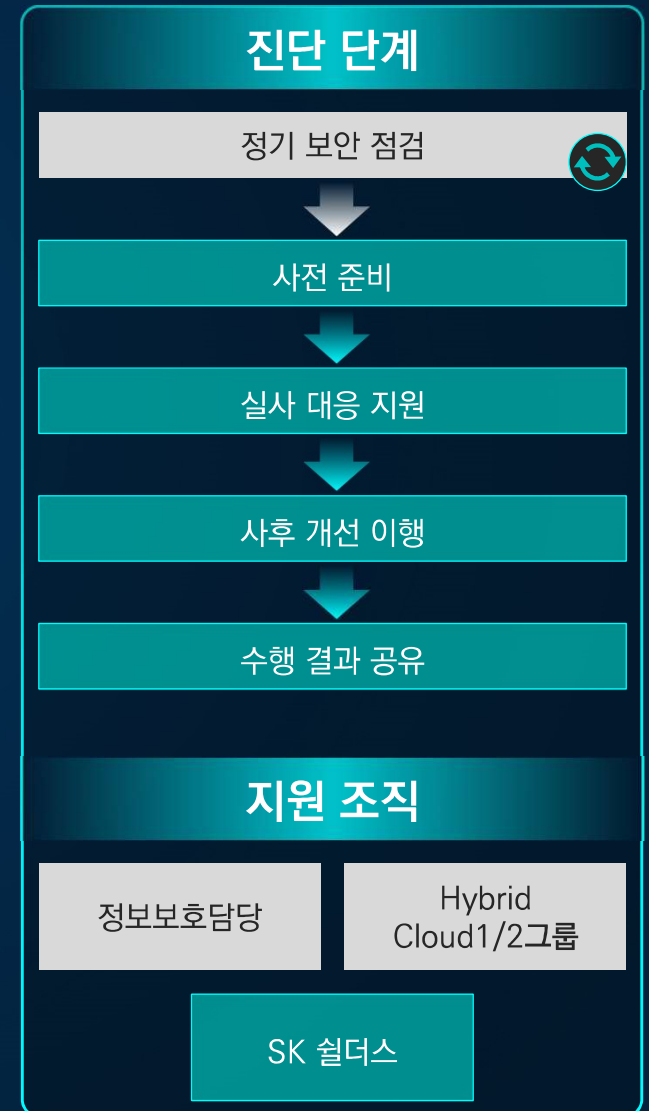 진단 단계
정기 보안 점검
사전 준비
실사 대응 지원
사후 개선 이행
수행 결과 공유
지원 조직
정보보호담당
Hybrid
Cloud1/2그룹
SK 쉴더스